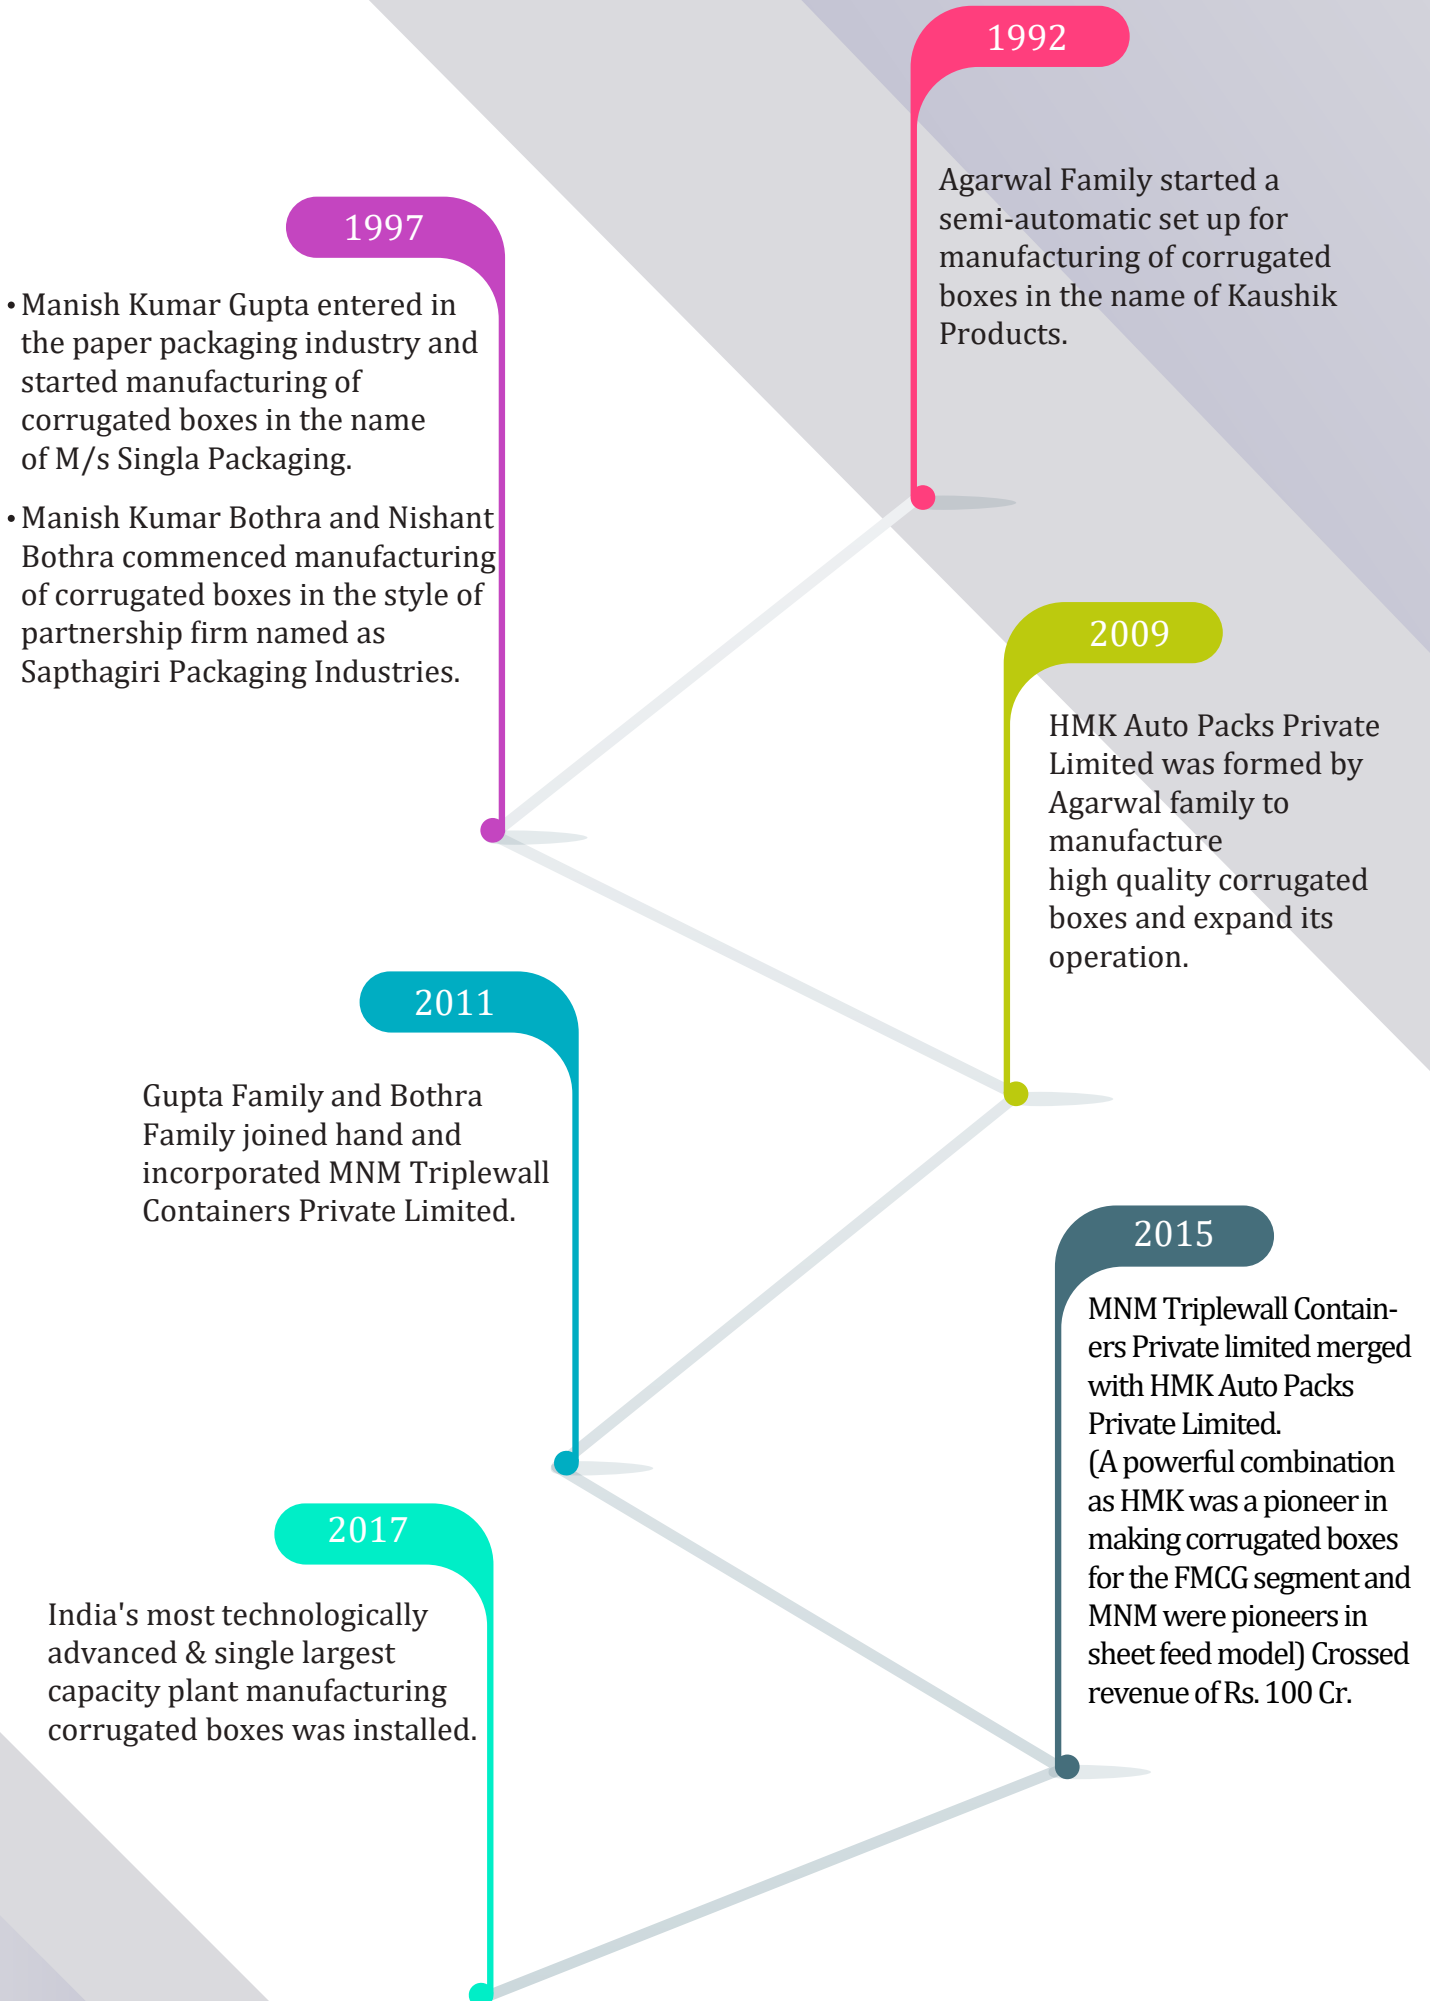 1992
Agarwal Family started a
semi-automatic set up for
manufacturing of corrugated
boxes in the name of Kaushik
Products.
1997
• Manish Kumar Gupta entered in
the paper packaging industry and
started manufacturing of
corrugated boxes in the name
of M/s Singla Packaging.
• Manish Kumar Bothra and Nishant
Bothra commenced manufacturing
of corrugated boxes in the style of
partnership firm named as
Sapthagiri Packaging Industries.
2009
HMK Auto Packs Private
Limited was formed by
Agarwal family to
manufacture
high quality corrugated
boxes and expand its
operation.
2011
Gupta Family and Bothra
Family joined hand and
incorporated MNM Triplewall
Containers Private Limited.
2015
MNM Triplewall Contain-
ers Private limited merged
with HMK Auto Packs
Private Limited.
(A powerful combination
as HMK was a pioneer in
making corrugated boxes
for the FMCG segment and
MNM were pioneers in
sheet feed model) Crossed
revenue of Rs. 100 Cr.
2017
India's most technologically
advanced & single largest
capacity plant manufacturing
corrugated boxes was installed.